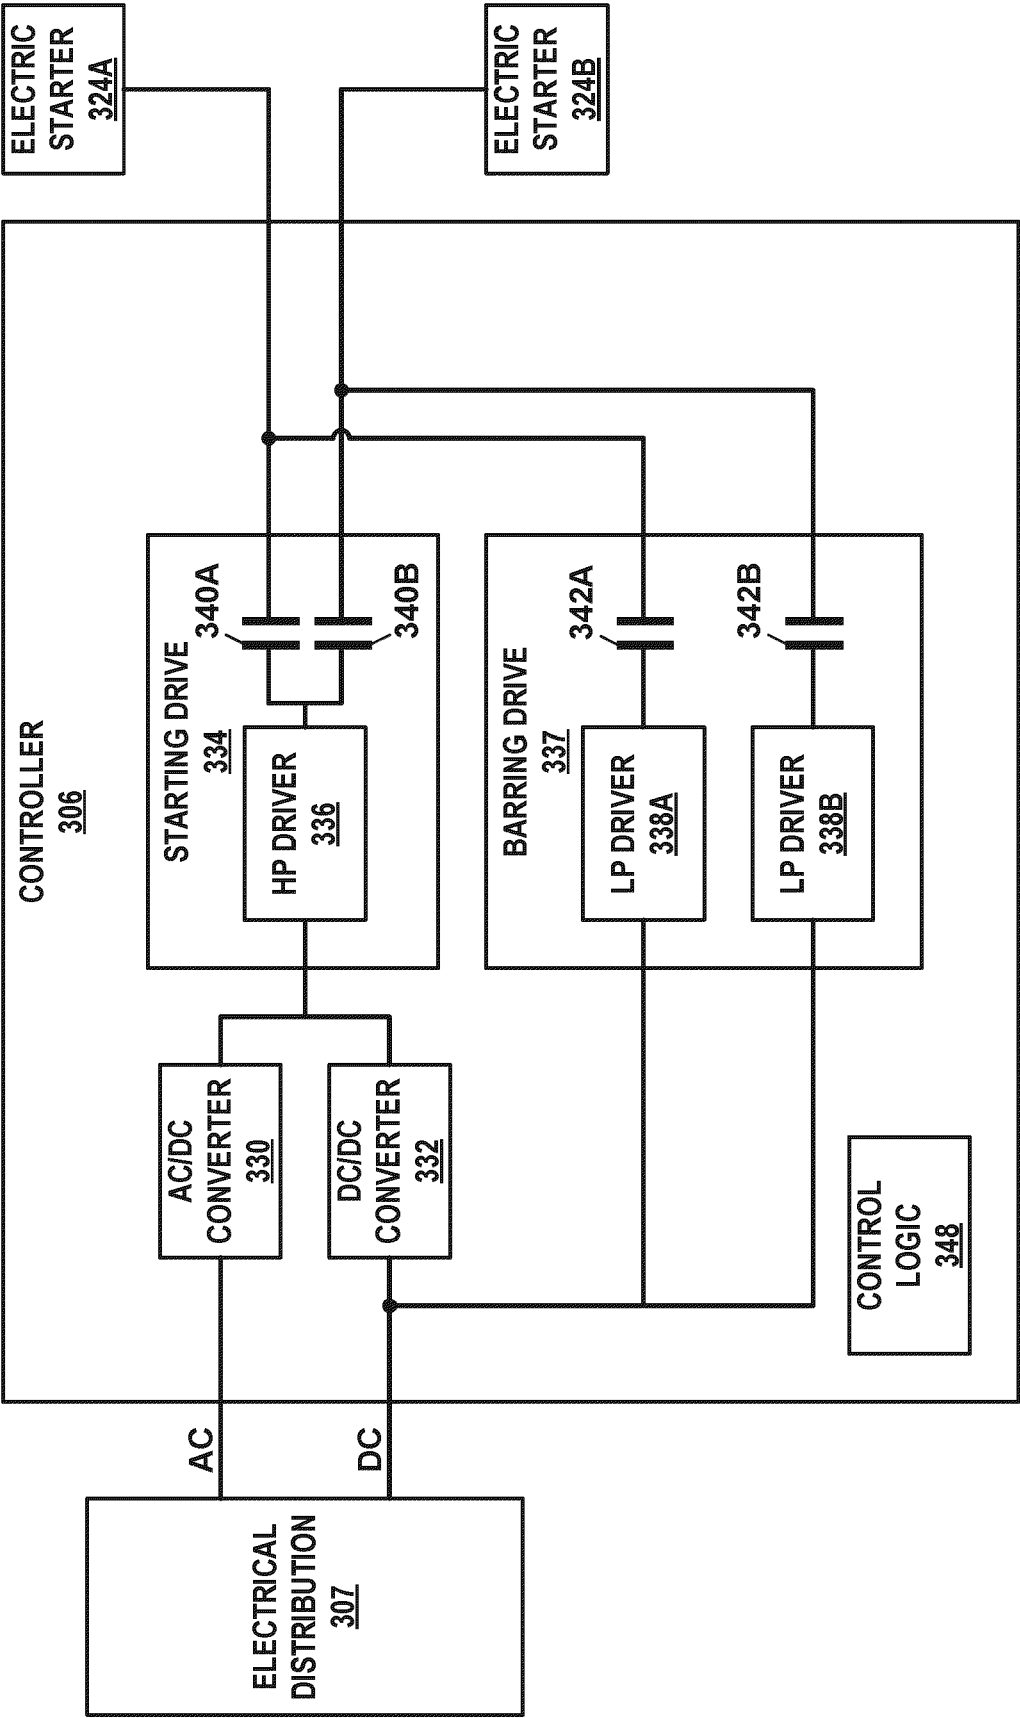 ELECTRIC
STARTER
324A
ELECTRIC
STARTER
324B
CONTROLLER
306
STARTING DRIVE
334
340A
340B
HP DRIVER
336
BARRING DRIVE
337
342A
342B
LP DRIVER
338A
LP DRIVER
338B
AC/DC
CONVERTER
330
DC/DC
CONVERTER
332
CONTROL
LOGIC
348
AC
DC
ELECTRICAL
DISTRIBUTION
307